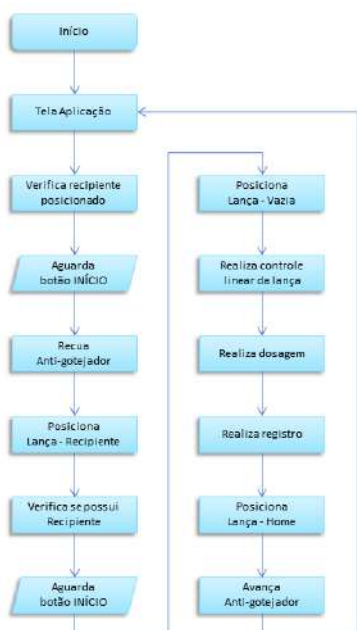 Início
Tela Aplicação
Verifica recipiente
posicionado
Aguarda
botão INÍCIO
Recua
Anti-gotejador
Posiciona
Lança - Recipiente
Verifica se possui
Recipiente
Aguarda
botão INÍCIO
Posiciona
Lança - Vazia
Realiza controle
linear da lança
Realiza dosagem
Realiza registro
Posiciona
Lança - Home
Avança
Anti-gotejador